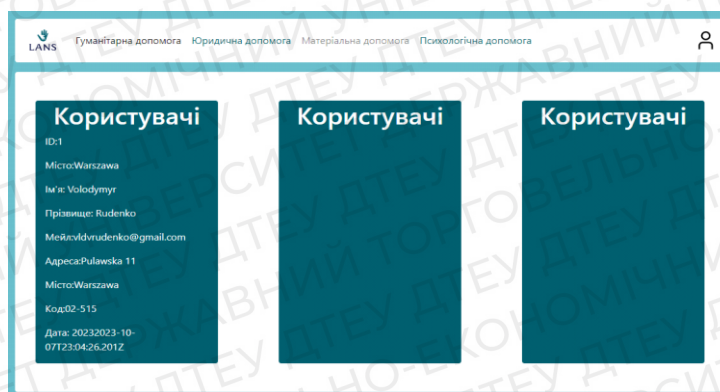 LANS
Гуманітарна допомога Юридична допомога Матеріальна допомога Психологічна допомога
Користувачі
ID:1
Місто:Warszawa
Ім'я: Volodymyr
Прізвище: Rudenko
Мейл:vldvrudenko@gmail.com
Адреса:Pulawska 11
Місто:Warszawa
Код:02-515
Дата: 20232023-10-
07T23:04:26.201Z
Користувачі
Користувачі